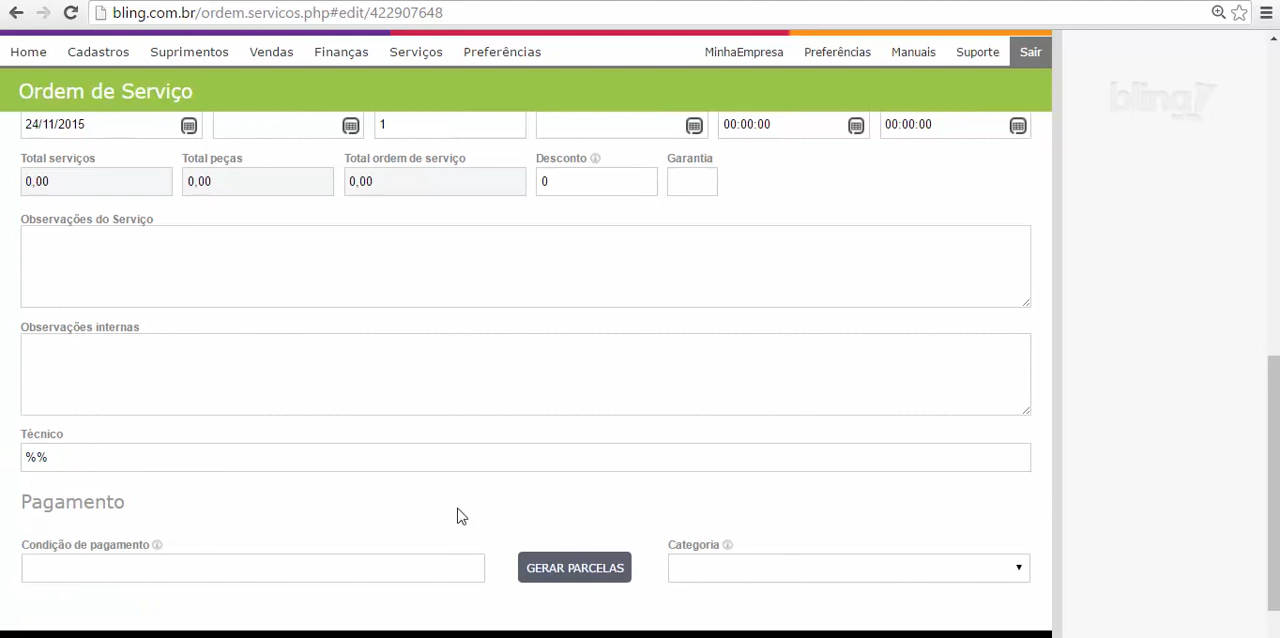 bling.com.br/ordem.servicos.php#edit/422907648
Home Cadastros Suprimentos Vendas Finanças Serviços Preferências MinhaEmpresa Preferências Manuais Suporte Sair
Ordem de Serviço
bling!
24/11/2015 1 00:00:00 00:00:00
Total serviços Total peças Total ordem de serviço Desconto Garantia
0,00 0,00 0,00 0
Observações do Serviço
Observações internas
Técnico
%%
Pagamento
Condição de pagamento Categoria
GERAR PARCELAS